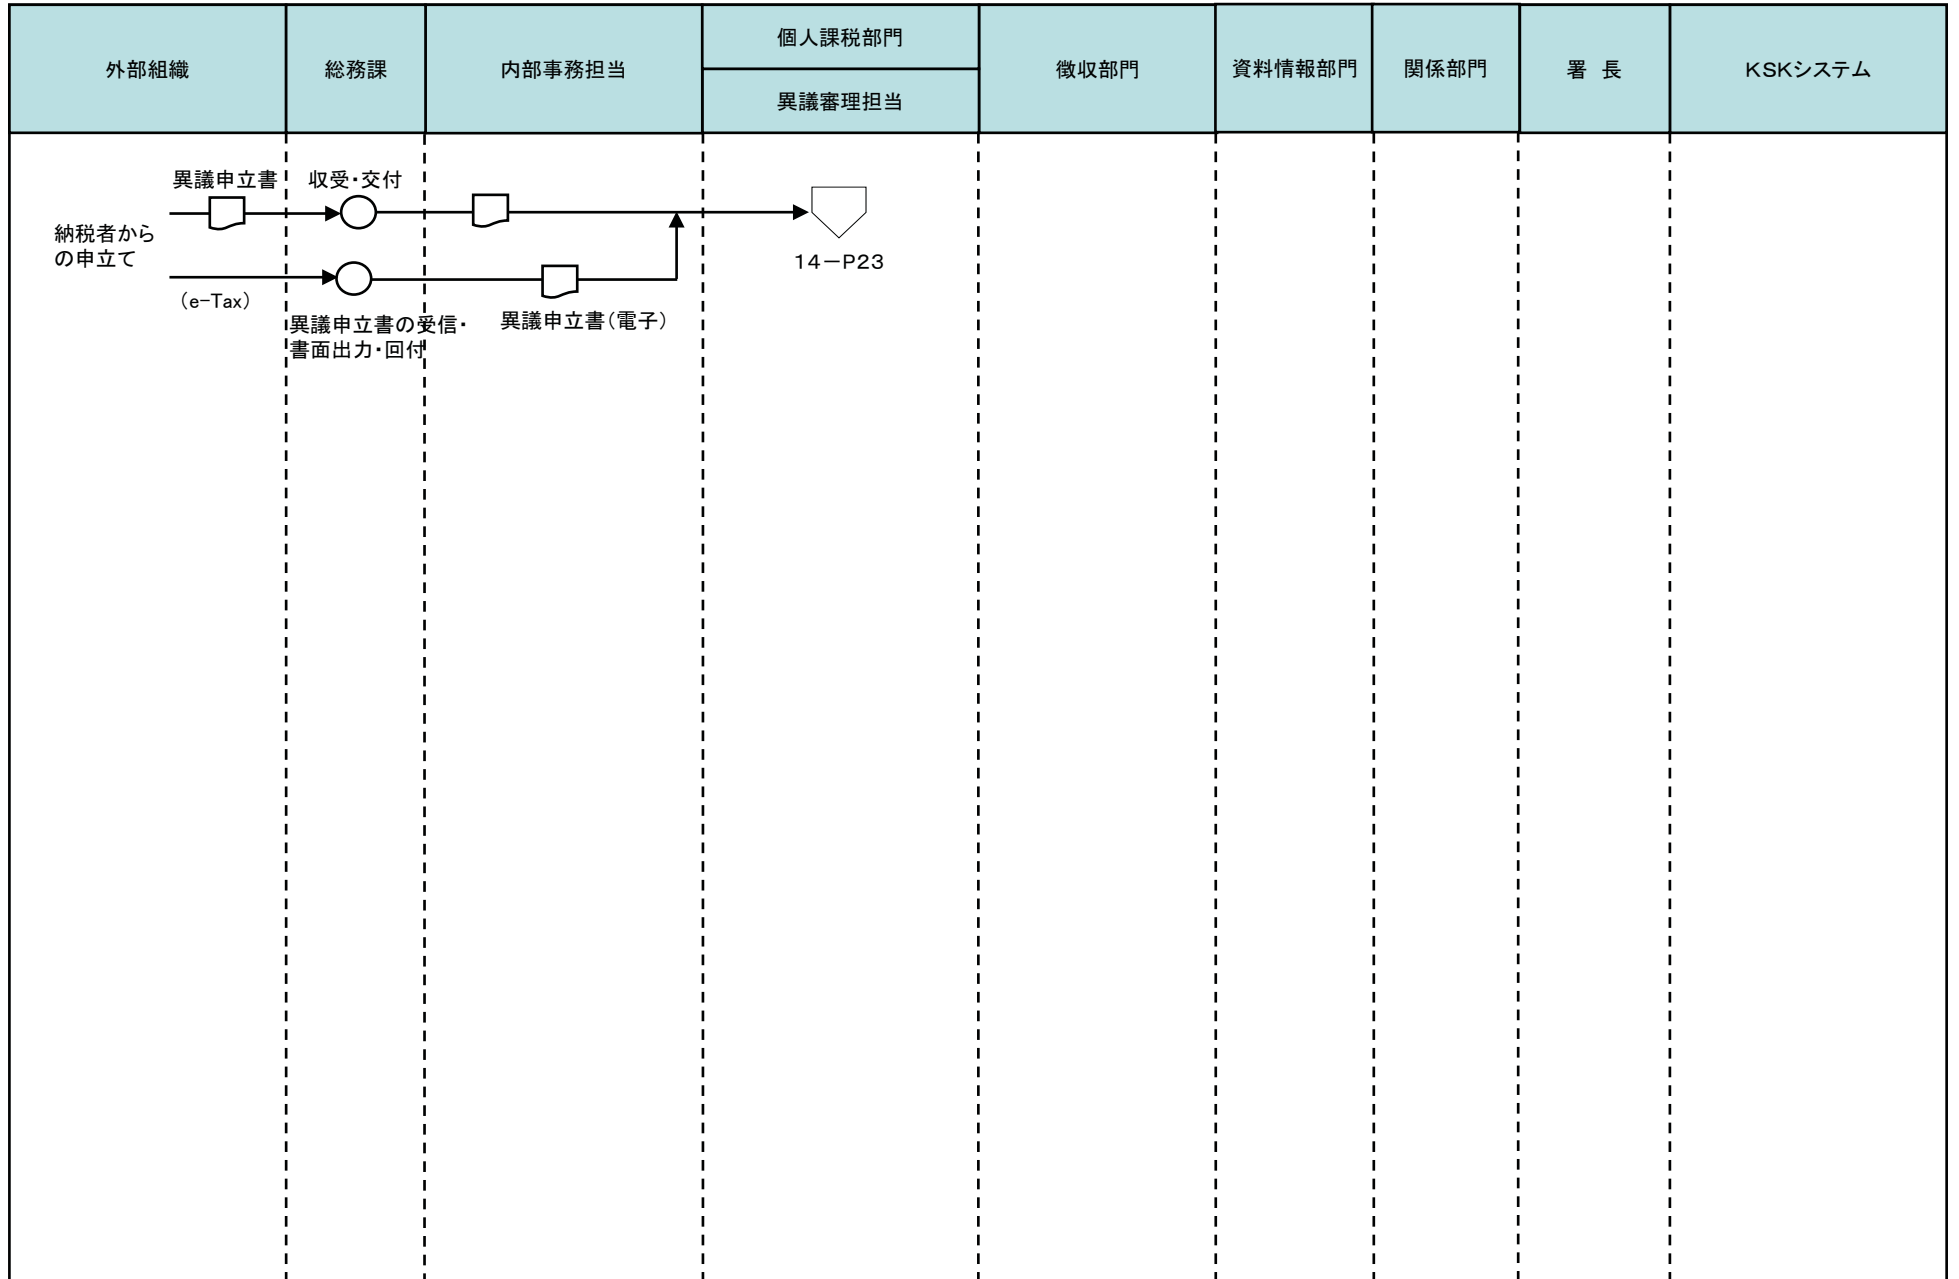 外部組織
総務課
内部事務担当
個人課税部門
異議審理担当
徴収部門
資料情報部門
関係部門
署 長
KSKシステム
異議申立書
収受・交付
納税者から
の申立て
14－P23
（e-Tax）
異議申立書の受信・
書面出力・回付
異議申立書（電子）